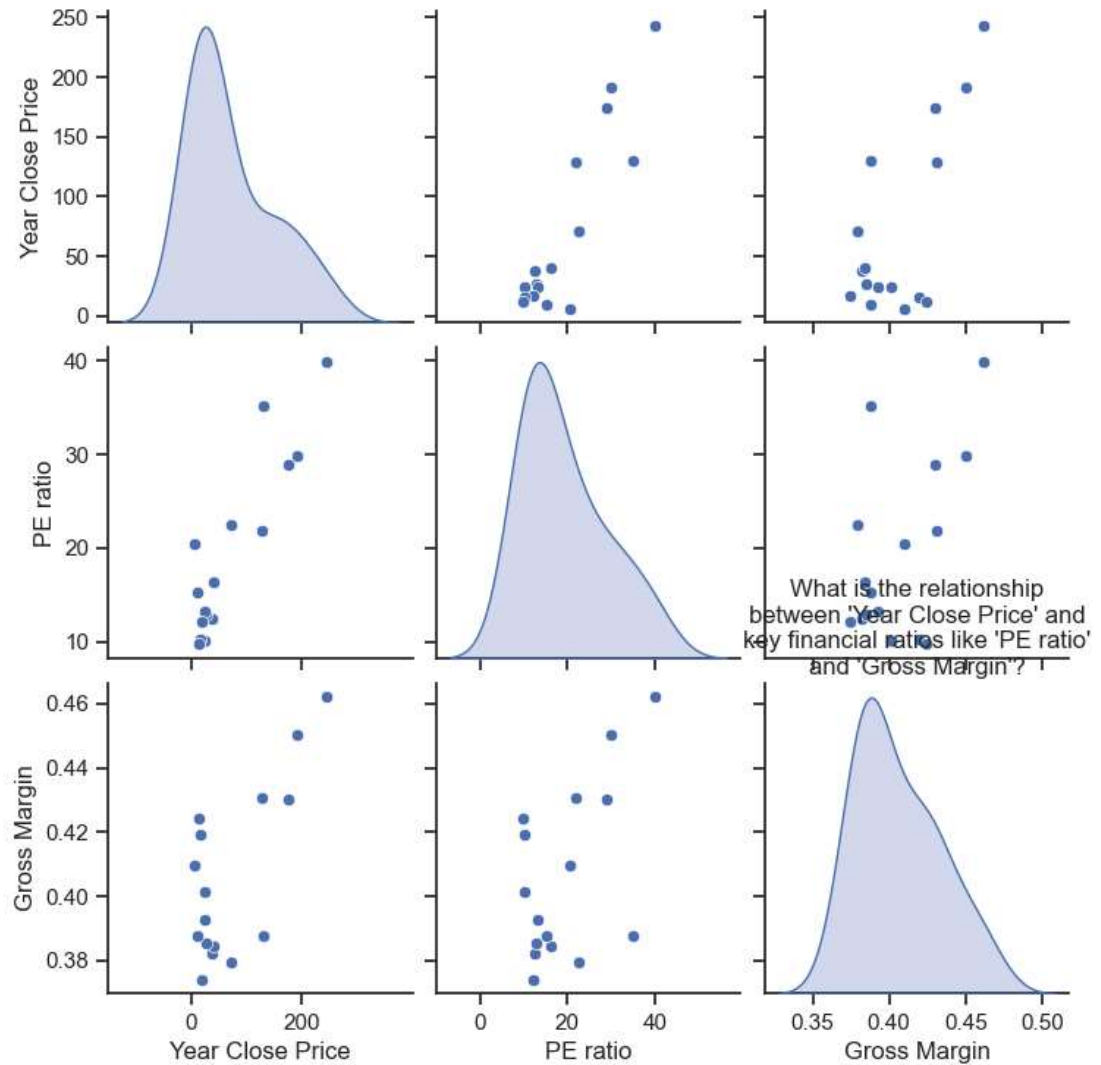 250
200
150
100
50
0
Year Close Price
40
30
20
10
PE ratio
What is the relationship
between 'Year Close Price' and
key financial ratios like 'PE ratio'
and 'Gross Margin'?
0.46
0.44
0.42
0.40
0.38
Gross Margin
0 200
Year Close Price
0 20 40
PE ratio
0.35 0.40 0.45 0.50
Gross Margin